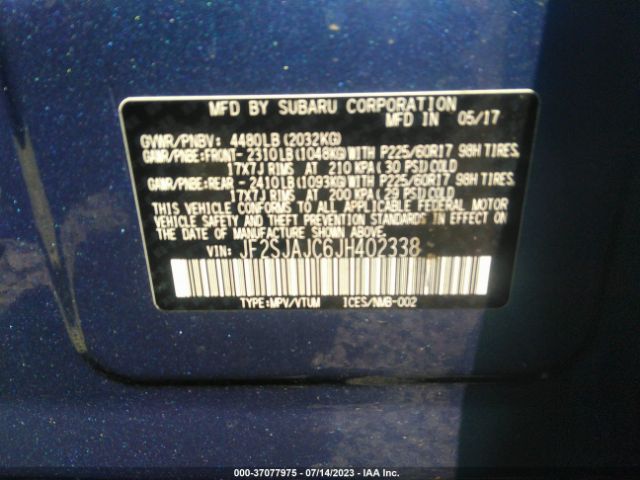 MFD BY SUBARU CORPORATION
MFD IN 05/17
GVWR/PNBV: 4480LB(2032KG)
GAWR/PNBE:FRONT- 2310LB(1048KG)WITH P225/60R17 98H TIRES.
17X7J RIMS AT 210 KPA( 30 PSI)COLD
GAWR/PNBE:REAR - 2410LB(1093KG)WITH P225/60R17 98H TIRES.
17X7J RIMS AT 200 KPA( 29 PSI)COLD
THIS VEHICLE CONFORMS TO ALL APPLICABLE FEDERAL MOTOR
VEHICLE SAFETY AND BUMPER STANDARDS IN EFFECT ON
THE DATE OF MANUFACTURE SHOWN ABOVE.
VIN: JF2SJAJC6JH402338
TYPE:MPV/VTUM ICES/NMB-002
000-37077975 | 07/14/2023 | IAA Inc.